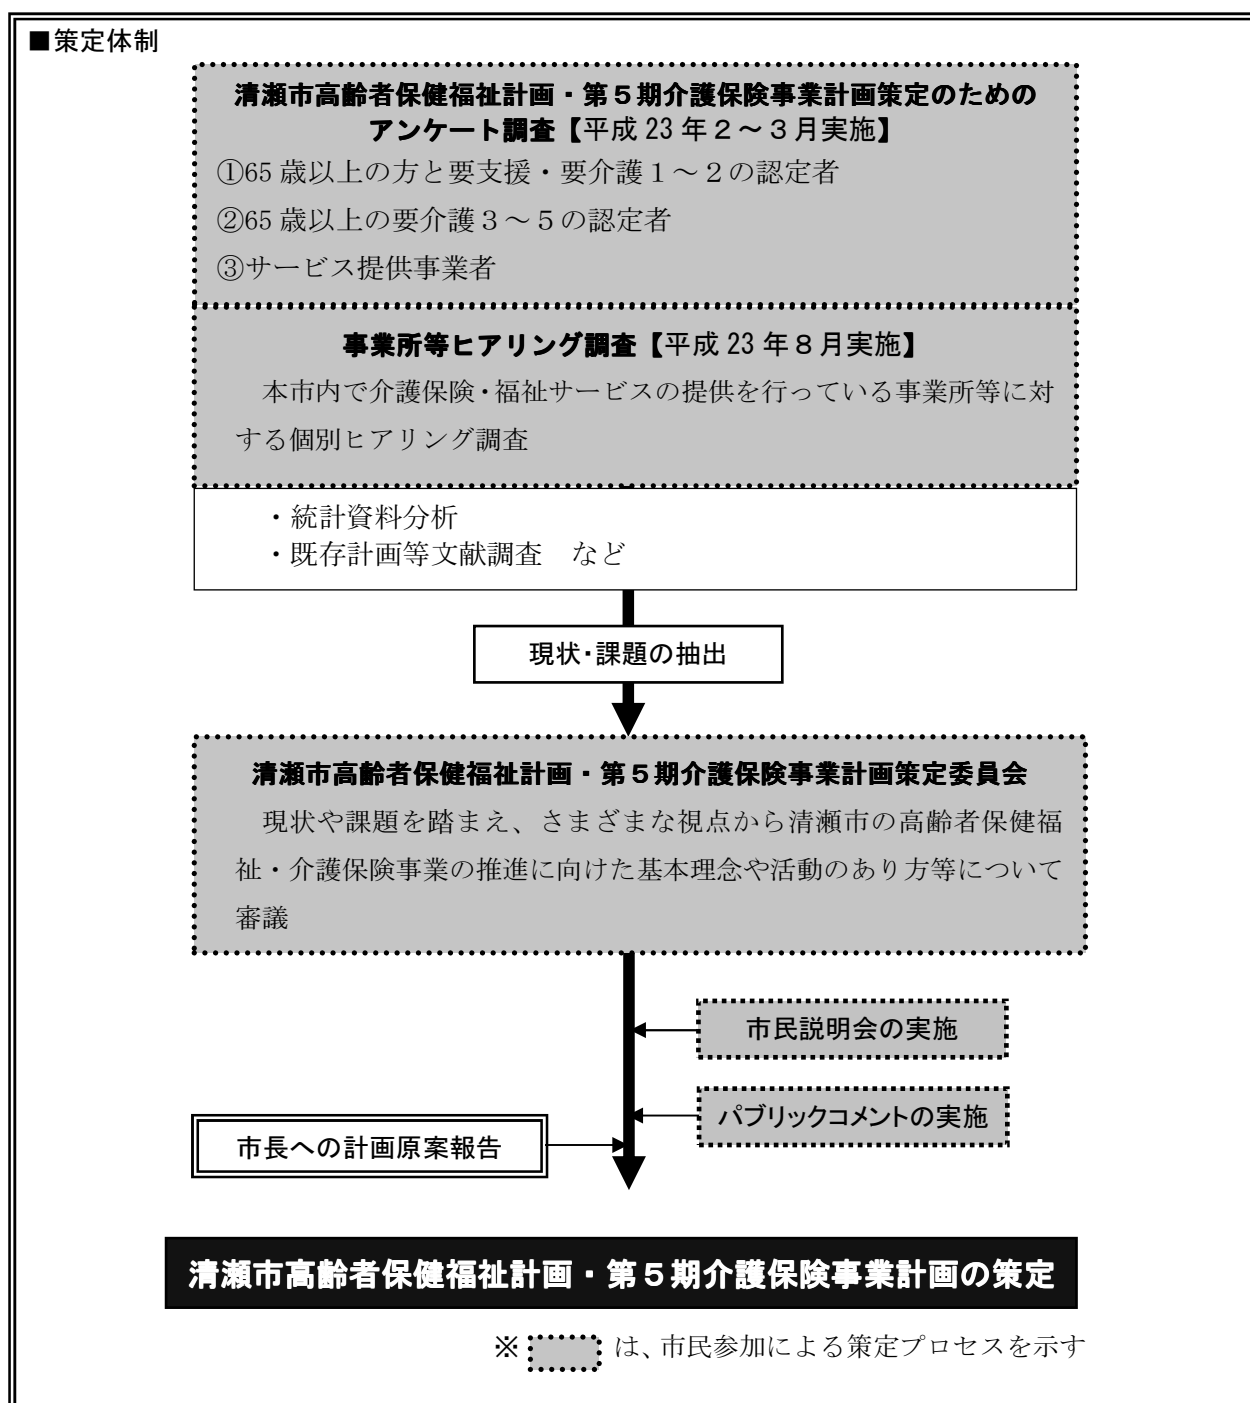 ■策定体制
清瀬市高齢者保健福祉計画・第５期介護保険事業計画策定のための
アンケート調査【平成 23 年２～３月実施】
①65 歳以上の方と要支援・要介護１～２の認定者
②65 歳以上の要介護３～５の認定者
③サービス提供事業者
事業所等ヒアリング調査【平成 23 年８月実施】
本市内で介護保険・福祉サービスの提供を行っている事業所等に対
する個別ヒアリング調査
・統計資料分析
・既存計画等文献調査　など
現状・課題の抽出
清瀬市高齢者保健福祉計画・第５期介護保険事業計画策定委員会
現状や課題を踏まえ、さまざまな視点から清瀬市の高齢者保健福
祉・介護保険事業の推進に向けた基本理念や活動のあり方等について
審議
市民説明会の実施
パブリックコメントの実施
市長への計画原案報告
清瀬市高齢者保健福祉計画・第５期介護保険事業計画の策定
※ は、市民参加による策定プロセスを示す